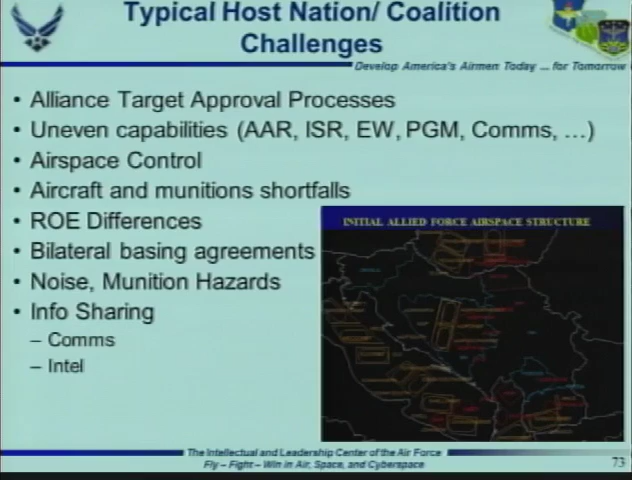 Typical Host Nation/ Coalition
Challenges
Develop America's Airmen Today ... for Tomorrow
• Alliance Target Approval Processes
• Uneven capabilities (AAR, ISR, EW, PGM, Comms, …)
• Airspace Control
• Aircraft and munitions shortfalls
• ROE Differences
• Bilateral basing agreements
• Noise, Munition Hazards
• Info Sharing
– Comms
– Intel
INITIAL ALLIED FORCE AIRSPACE STRUCTURE
The Intellectual and Leadership Center of the Air Force
Fly – Fight – Win in Air, Space, and Cyberspace
73